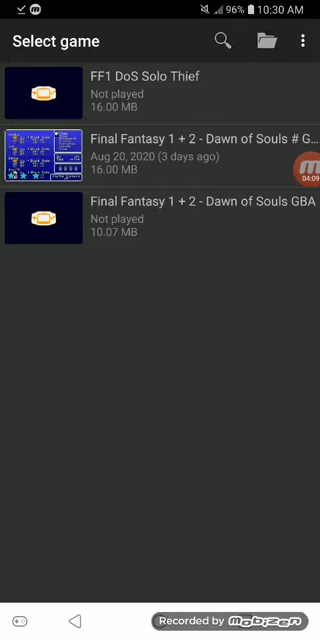 96% 10:30 AM
Select game
FF1 DoS Solo Thief
Not played
16.00 MB
Final Fantasy 1 + 2 - Dawn of Souls # G...
Aug 20, 2020 (3 days ago)
16.00 MB
04:09
Final Fantasy 1 + 2 - Dawn of Souls GBA
Not played
10.07 MB
Recorded by mobizen